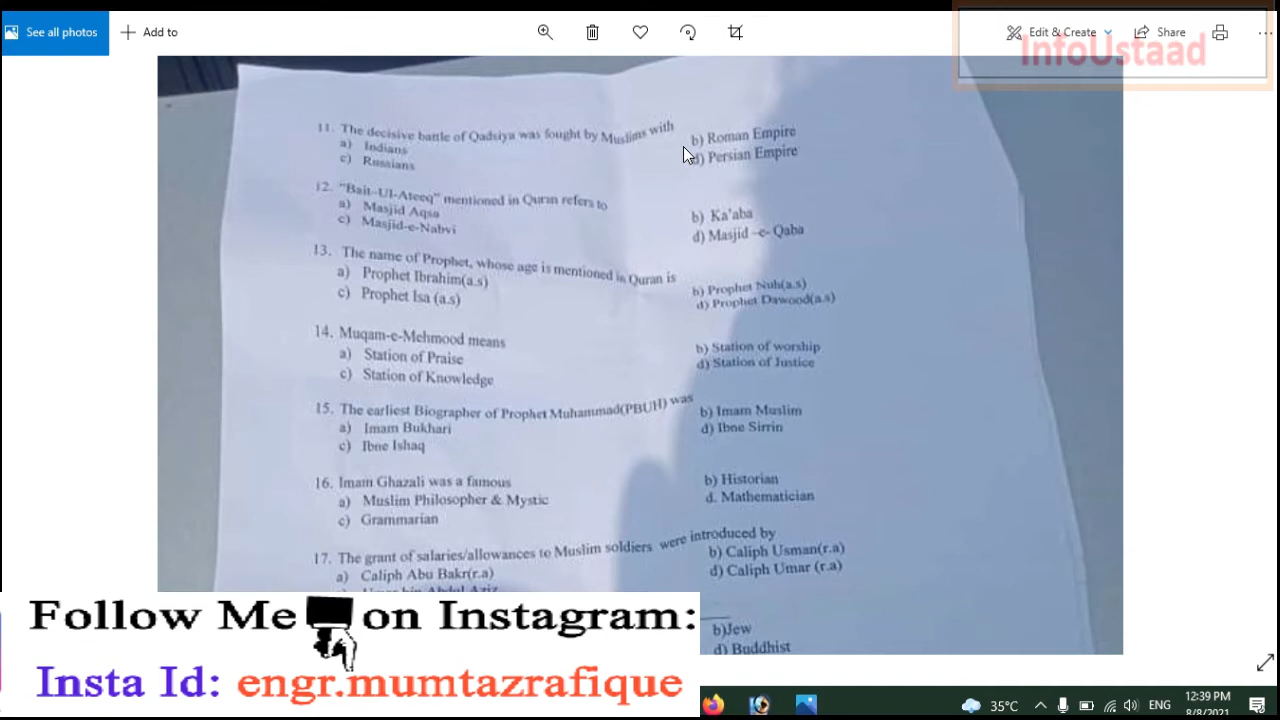 See all photos
Add to
Edit & Create
Share
InfoUstaad
11. The decisive battle of Qadsiya was fought by Muslims with
a) Indians
b) Roman Empire
c) Russians
d) Persian Empire
12. "Bait-Ul-Ateeq" mentioned in Quran refers to
a) Masjid Aqsa
b) Ka'aba
c) Masjid-e-Nabvi
d) Masjid -e- Qaba
13. The name of Prophet, whose age is mentioned in Quran is
a) Prophet Ibrahim(a.s)
b) Prophet Nuh(a.s)
c) Prophet Isa (a.s)
d) Prophet Dawood(a.s)
14. Muqam-e-Mehmood means
a) Station of Praise
b) Station of worship
c) Station of Knowledge
d) Station of Justice
15. The earliest Biographer of Prophet Muhammad(PBUH) was
a) Imam Bukhari
b) Imam Muslim
c) Ibne Ishaq
d) Ibne Sirrin
16. Imam Ghazali was a famous
a) Muslim Philosopher & Mystic
b) Historian
c) Grammarian
d. Mathematician
17. The grant of salaries/allowances to Muslim soldiers were introduced by
a) Caliph Abu Bakr(r.a)
b) Caliph Usman(r.a)
d) Caliph Umar (r.a)
b)Jew
d) Buddhist
Follow Me on Instagram:
Insta Id: engr.mumtazrafique
35°C
ENG
12:39 PM
8/8/2021